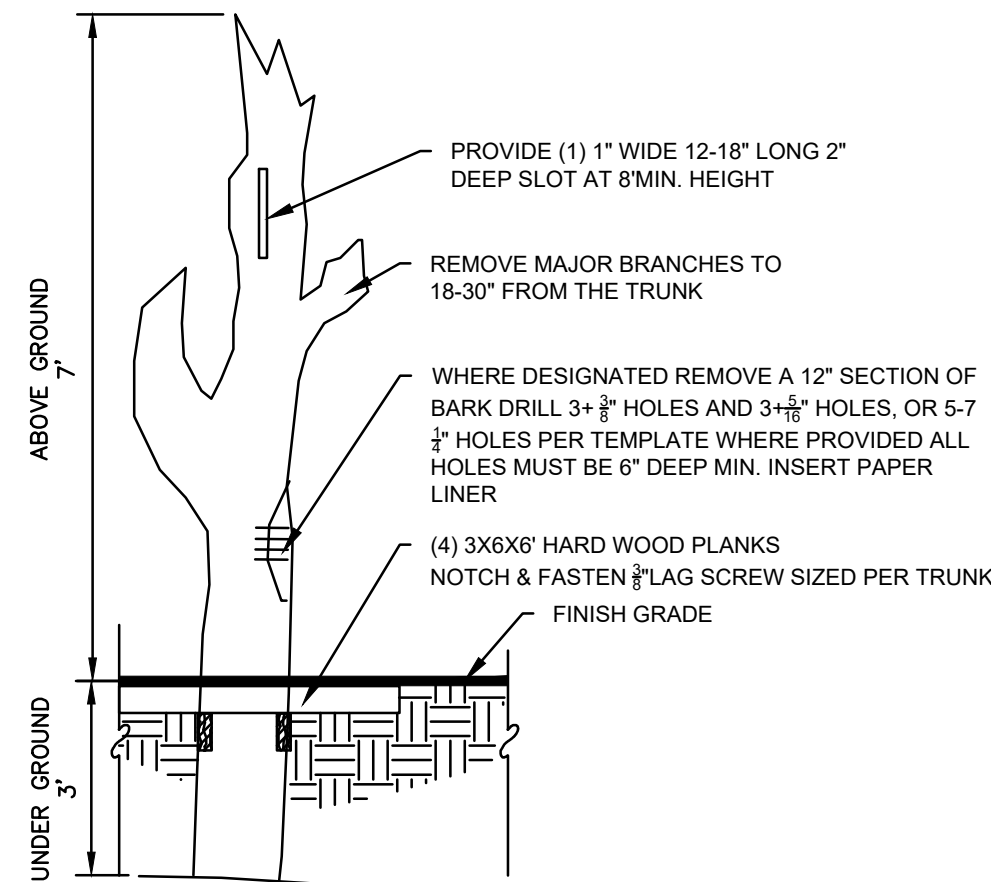 PROVIDE (1) 1" WIDE 12-18" LONG 2"
DEEP SLOT AT 8'MIN. HEIGHT
REMOVE MAJOR BRANCHES TO
18-30" FROM THE TRUNK
ABOVE GROUND
7'
WHERE DESIGNATED REMOVE A 12" SECTION OF
BARK DRILL 3+ 3/8" HOLES AND 3+5/16" HOLES, OR 5-7
1/4" HOLES PER TEMPLATE WHERE PROVIDED ALL
HOLES MUST BE 6" DEEP MIN. INSERT PAPER
LINER
(4) 3X6X6' HARD WOOD PLANKS
NOTCH & FASTEN 3/8"LAG SCREW SIZED PER TRUNK
FINISH GRADE
UNDER GROUND
3'